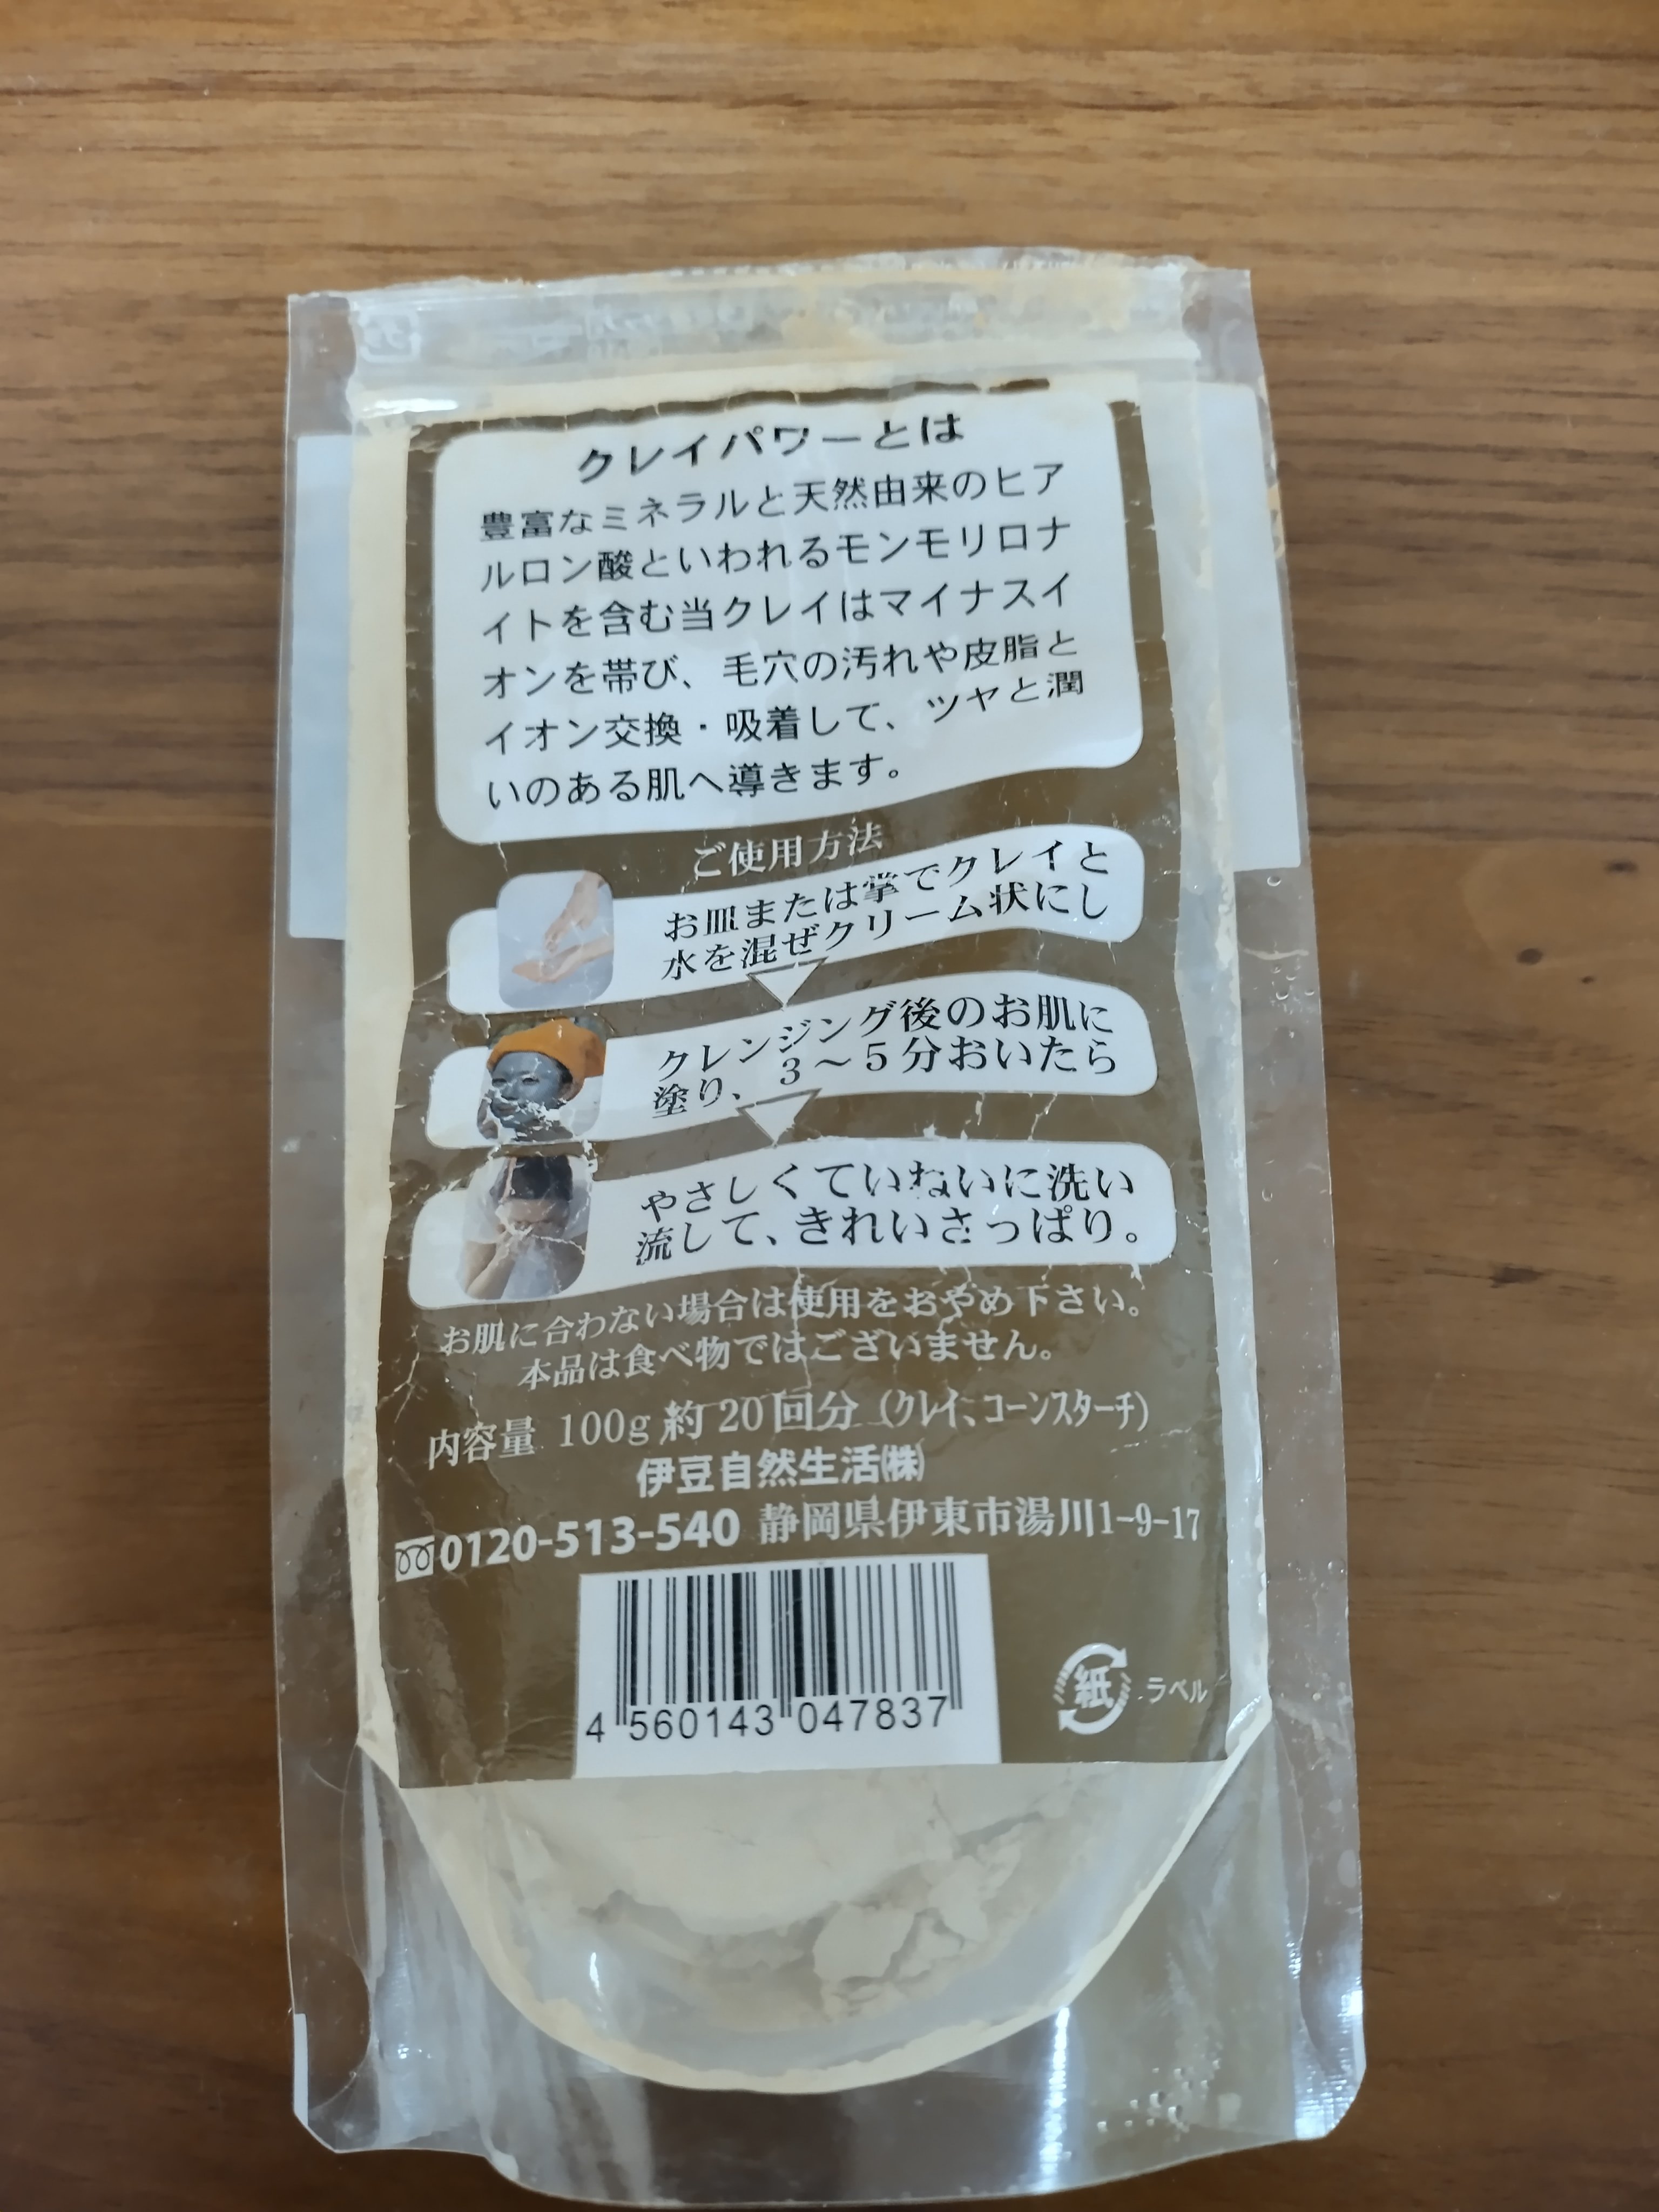 クレイパワーとは
豊富なミネラルと天然由来のヒア
ルロン酸といわれるモンモリロナ
イトを含む当クレイはマイナスイ
オンを帯び、毛穴の汚れや皮脂と
イオン交換・吸着して、ツヤと潤
いのある肌へ導きます。
ご使用方法
お皿または掌でクレイと
水を混ぜクリーム状にし
クレンジング後のお肌に
塗り、3～5分おいたら
やさしくていねいに洗い
流して、きれいさっぱり。
お肌に合わない場合は使用をおやめ下さい。
本品は食べ物ではございません。
内容量 100g 約20回分（クレイ、コーンスターチ）
伊豆自然生活㈱
0120-513-540 静岡県伊東市湯川1-9-17
4 560143 047837
紙 ラベル